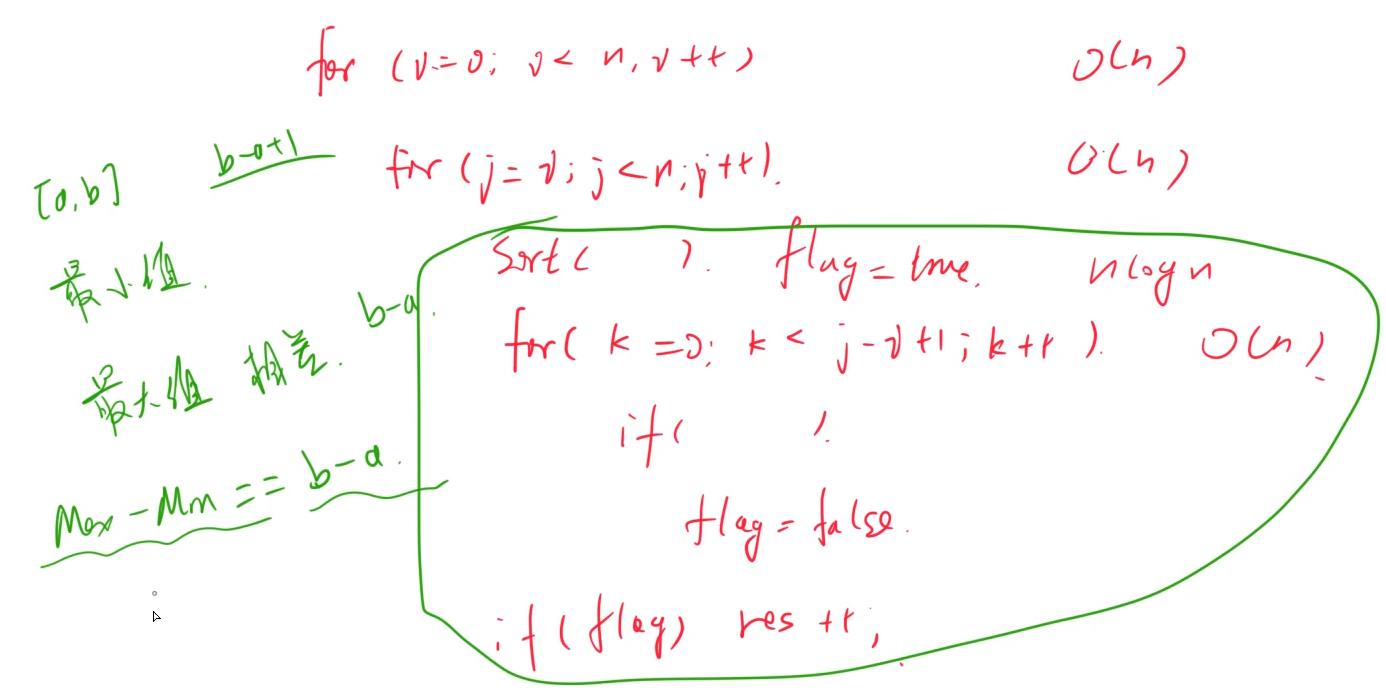 for (i=0; i< n, i++) O(n)
[a,b] b-a+1 for (j=i; j<n; j++). O(n)
sort( ). flag=true. nlogn
最小值.
b-a.
for( k =0; k < j-i+1; k++ ). O(n).
最大值 相差.
if( ).
Max-Min == b-a.
flag=false.
if(flag) res ++;